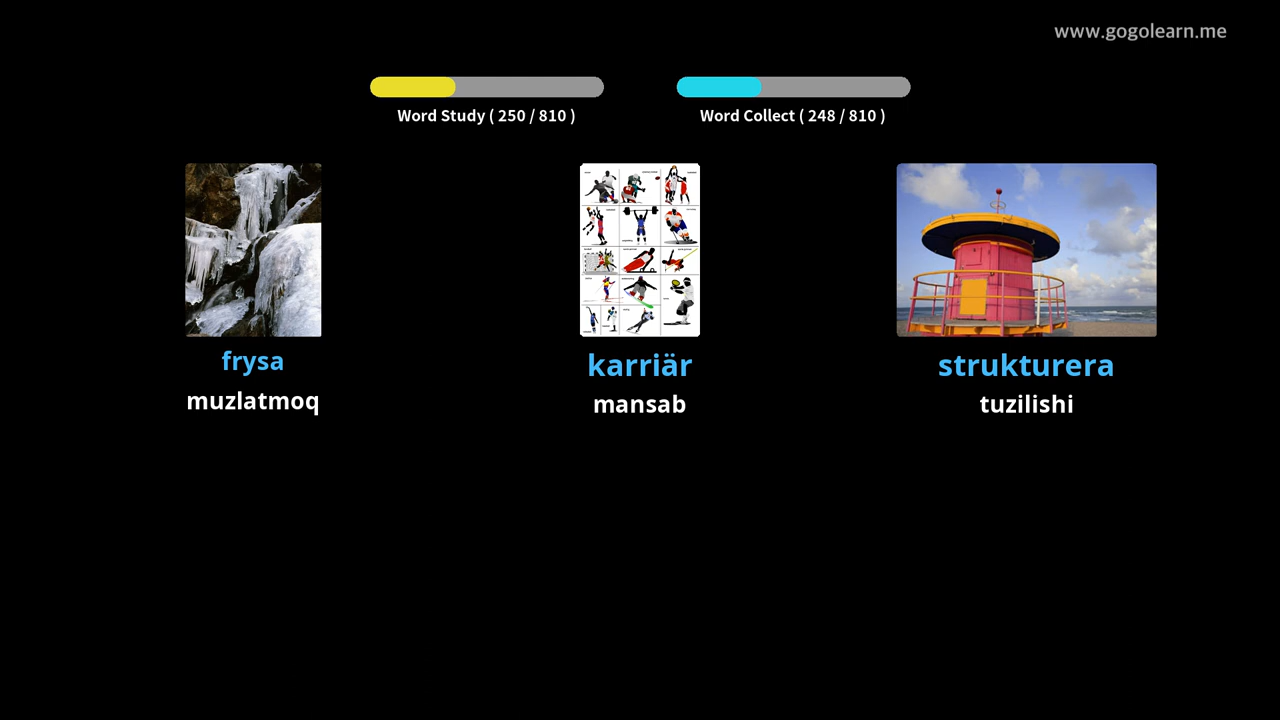 www.gogolearn.me
Word Study ( 250 / 810 )
Word Collect ( 248 / 810 )
frysa
muzlatmoq
karriär
mansab
strukturera
tuzilishi